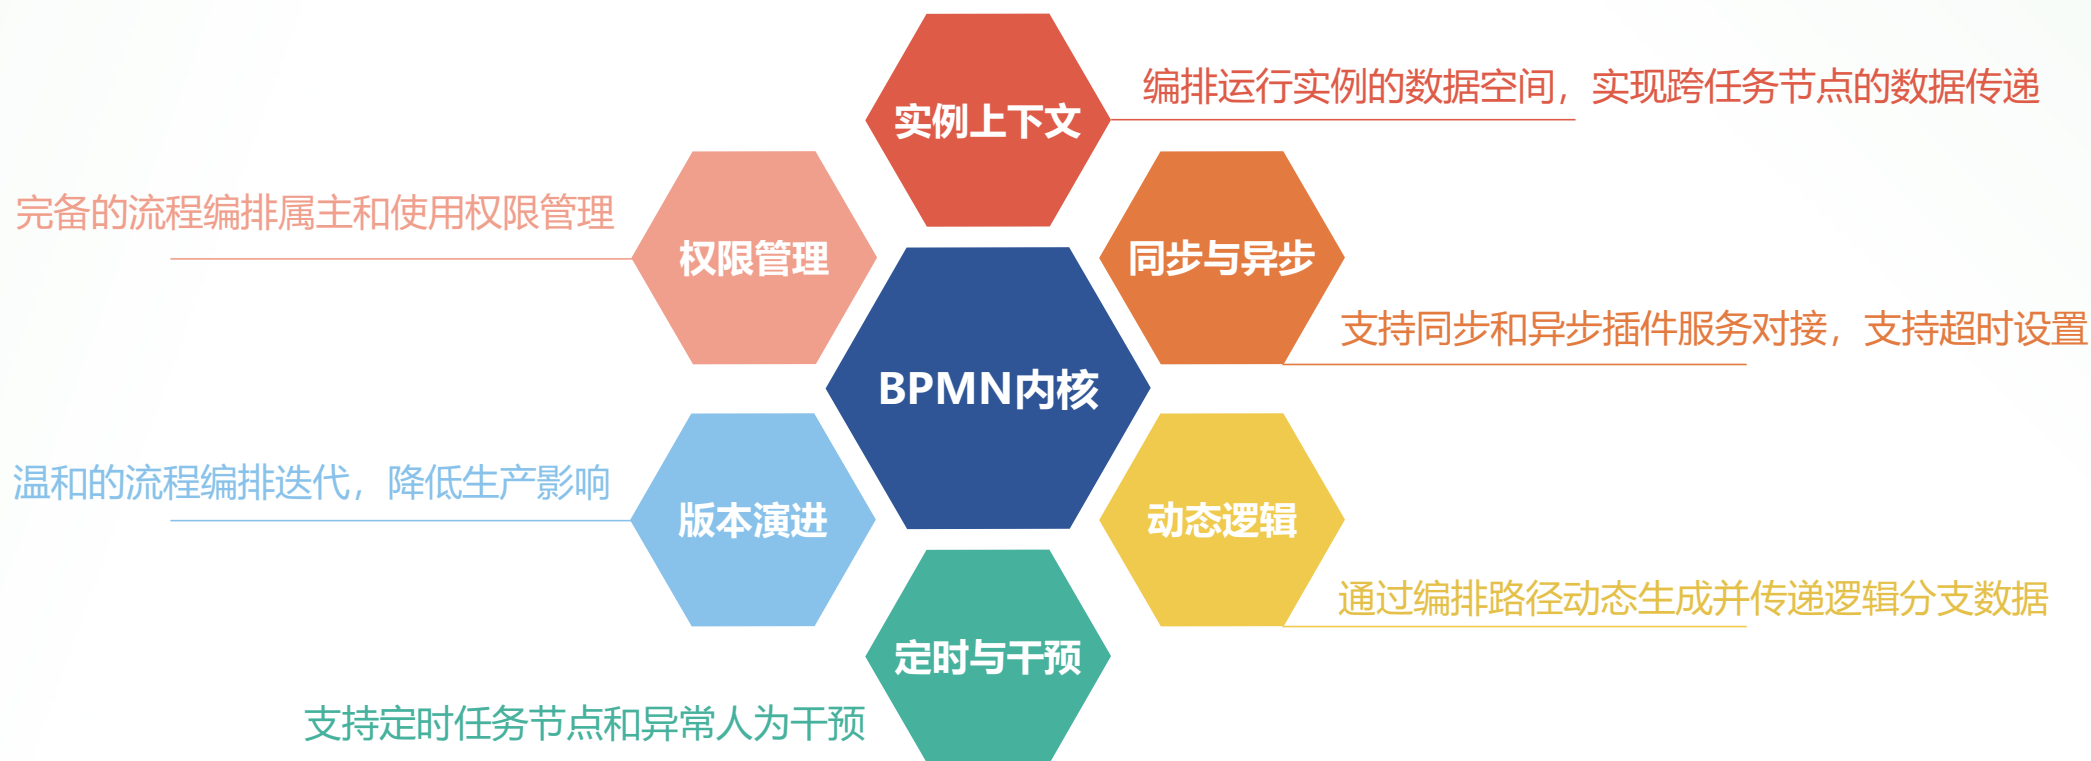 实例上下文
编排运行实例的数据空间，实现跨任务节点的数据传递
完备的流程编排属主和使用权限管理
权限管理
同步与异步
支持同步和异步插件服务对接，支持超时设置
BPMN内核
温和的流程编排迭代，降低生产影响
版本演进
动态逻辑
通过编排路径动态生成并传递逻辑分支数据
定时与干预
支持定时任务节点和异常人为干预